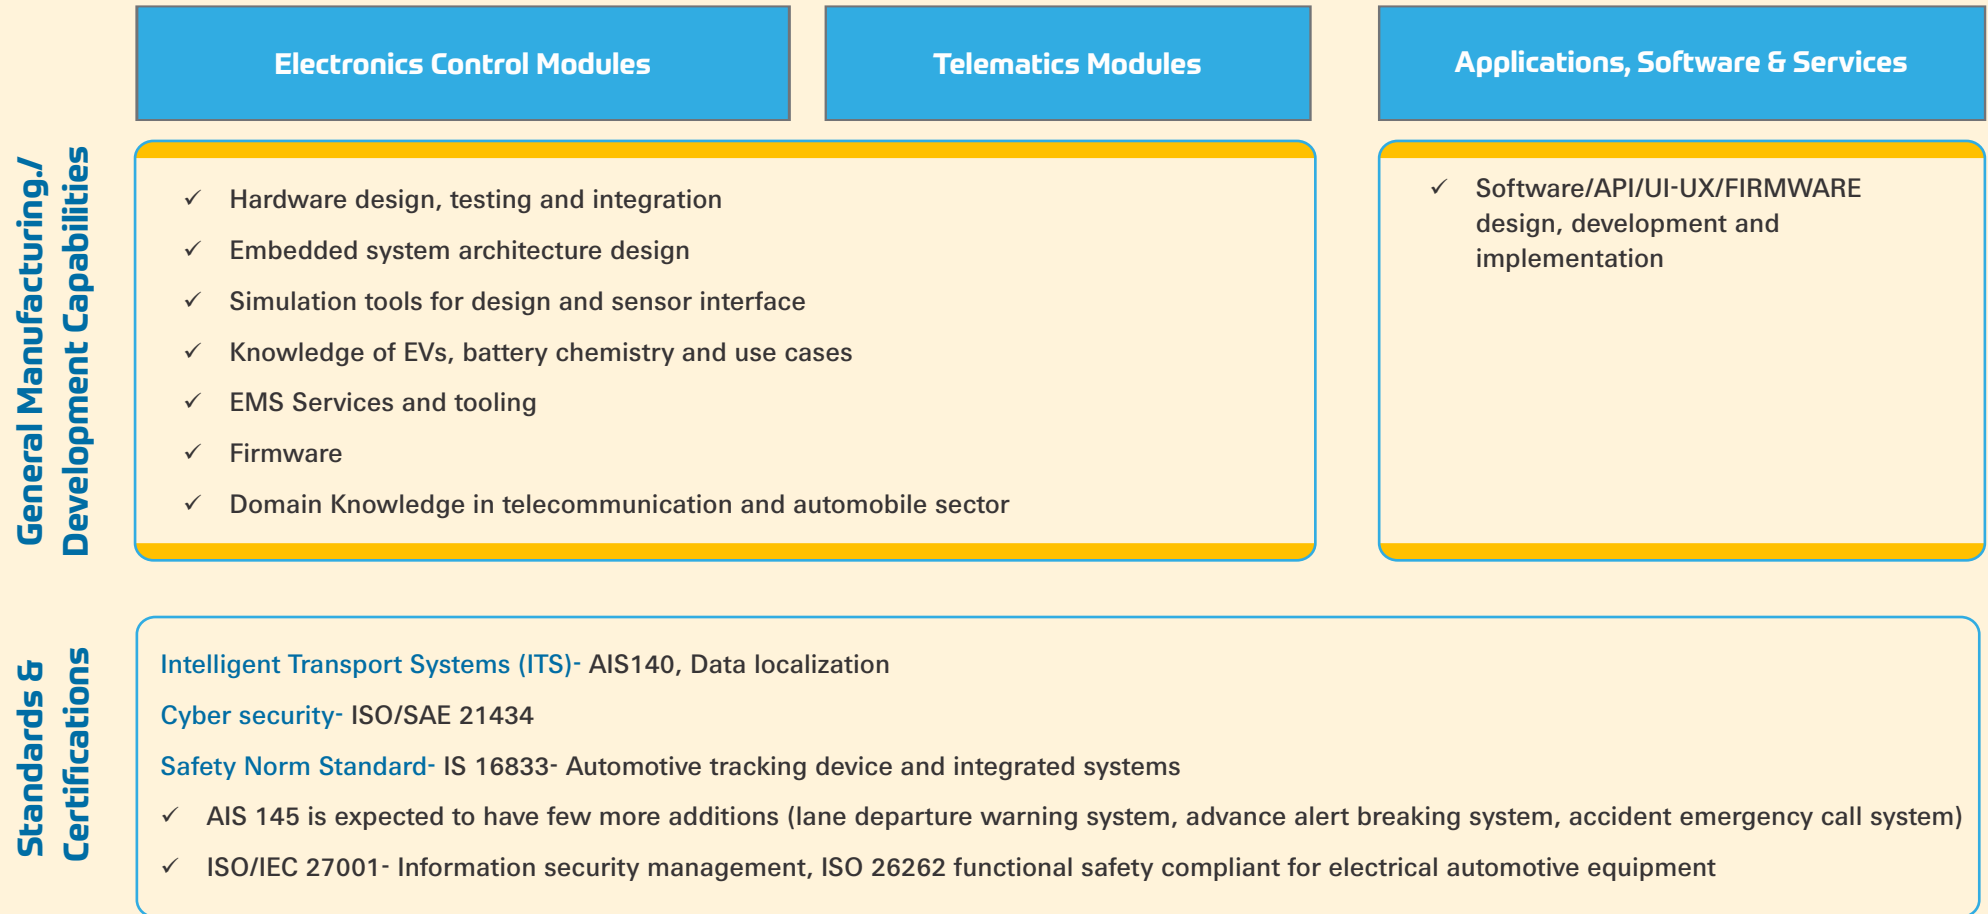 Electronics Control Modules
Telematics Modules
Applications, Software & Services
General Manufacturing./
Development Capabilities
✓ Hardware design, testing and integration
✓ Embedded system architecture design
✓ Simulation tools for design and sensor interface
✓ Knowledge of EVs, battery chemistry and use cases
✓ EMS Services and tooling
✓ Firmware
✓ Domain Knowledge in telecommunication and automobile sector
✓ Software/API/UI-UX/FIRMWARE
design, development and
implementation
Standards &
Certifications
Intelligent Transport Systems (ITS)- AIS140, Data localization
Cyber security- ISO/SAE 21434
Safety Norm Standard- IS 16833- Automotive tracking device and integrated systems
✓ AIS 145 is expected to have few more additions (lane departure warning system, advance alert breaking system, accident emergency call system)
✓ ISO/IEC 27001- Information security management, ISO 26262 functional safety compliant for electrical automotive equipment